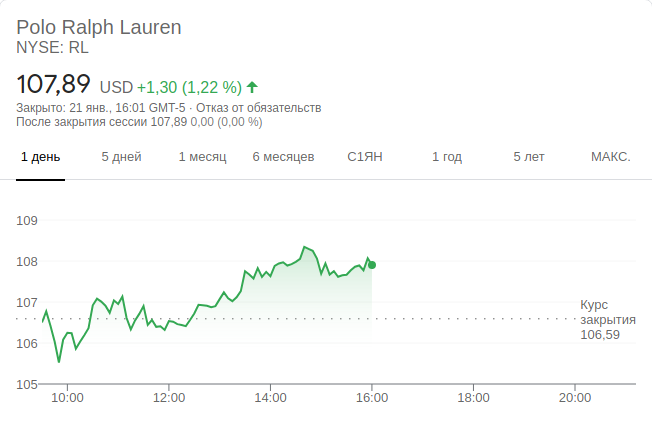 Polo Ralph Lauren
NYSE: RL
107,89 USD +1,30 (1,22 %)
Закрыто: 21 янв., 16:01 GMT-5 · Отказ от обязательств
После закрытия сессии 107,89 0,00 (0,00 %)
1 день 5 дней 1 месяц 6 месяцев С1ЯН 1 год 5 лет МАКС.
109
108
107
Курс
закрытия
106,59
106
105
10:00 12:00 14:00 16:00 18:00 20:00